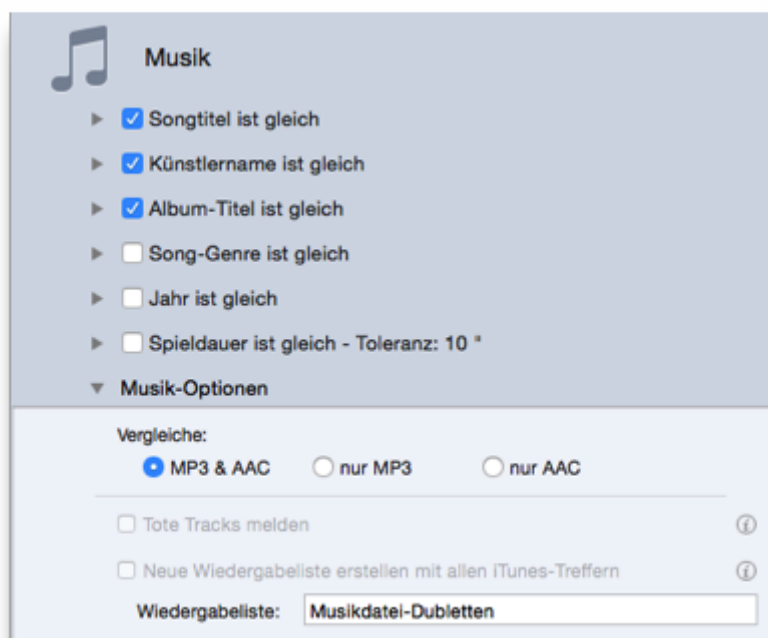 Musik
Songtitel ist gleich
Künstlername ist gleich
Album-Titel ist gleich
Song-Genre ist gleich
Jahr ist gleich
Spieldauer ist gleich - Toleranz: 10 "
Musik-Optionen
Vergleiche:
MP3 & AAC nur MP3 nur AAC
Tote Tracks melden
Neue Wiedergabeliste erstellen mit allen iTunes-Treffern
Wiedergabeliste: Musikdatei-Dubletten